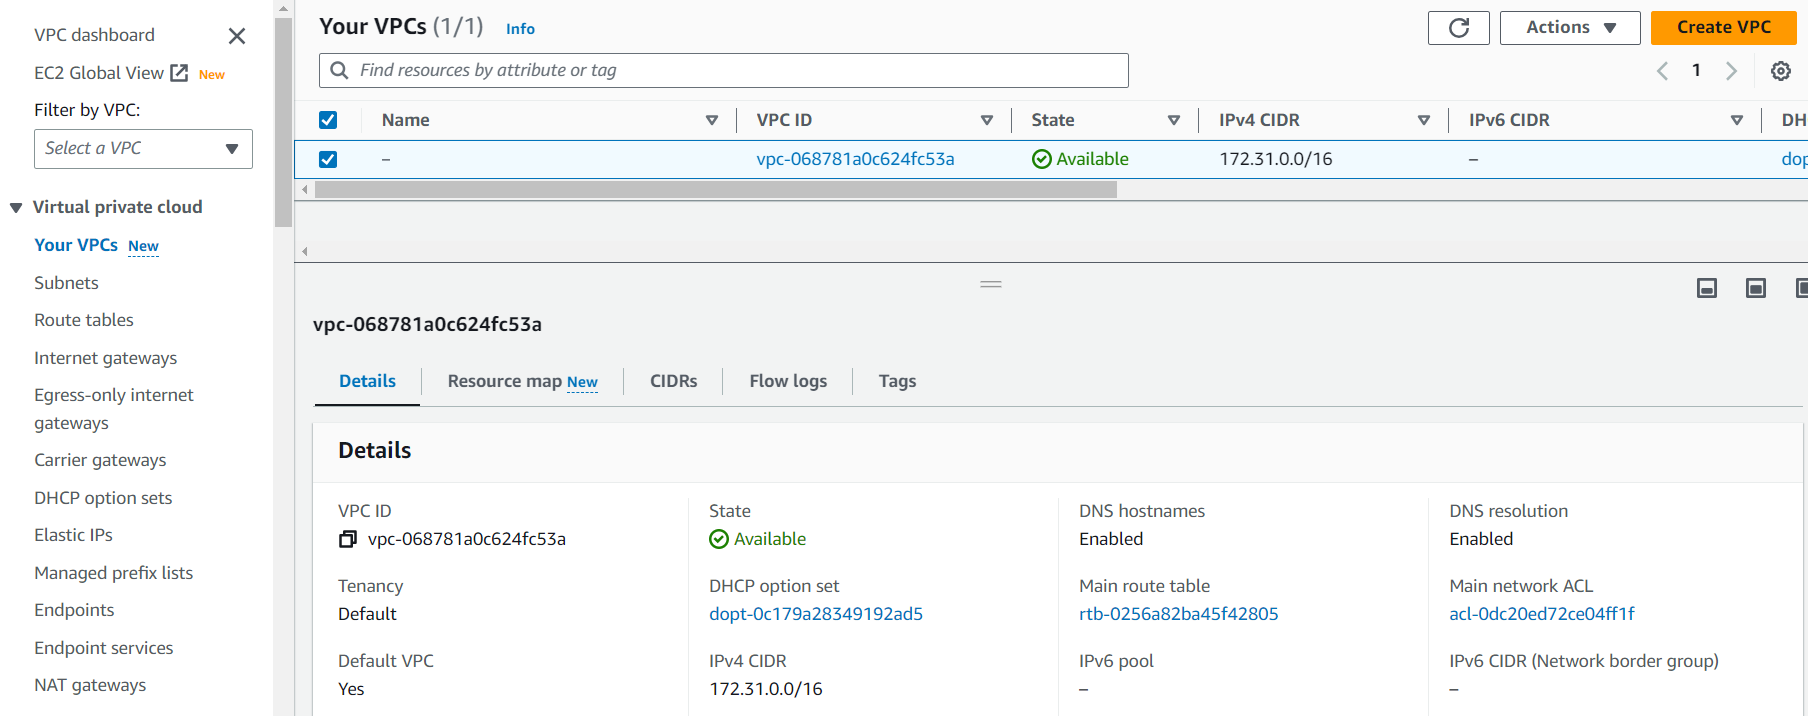 VPC dashboard
EC2 Global View New
Filter by VPC:
Select a VPC
Virtual private cloud
Your VPCs New
Subnets
Route tables
Internet gateways
Egress-only internet
gateways
Carrier gateways
DHCP option sets
Elastic IPs
Managed prefix lists
Endpoints
Endpoint services
NAT gateways
Your VPCs (1/1) Info
Actions
Create VPC
Find resources by attribute or tag
1
Name VPC ID State IPv4 CIDR IPv6 CIDR DH
– vpc-068781a0c624fc53a Available 172.31.0.0/16 – dop
vpc-068781a0c624fc53a
Details Resource map New CIDRs Flow logs Tags
Details
VPC ID State DNS hostnames DNS resolution
vpc-068781a0c624fc53a Available Enabled Enabled
Tenancy DHCP option set Main route table Main network ACL
Default dopt-0c179a28349192ad5 rtb-0256a82ba45f42805 acl-0dc20ed72ce04ff1f
Default VPC IPv4 CIDR IPv6 pool IPv6 CIDR (Network border group)
Yes 172.31.0.0/16 – –